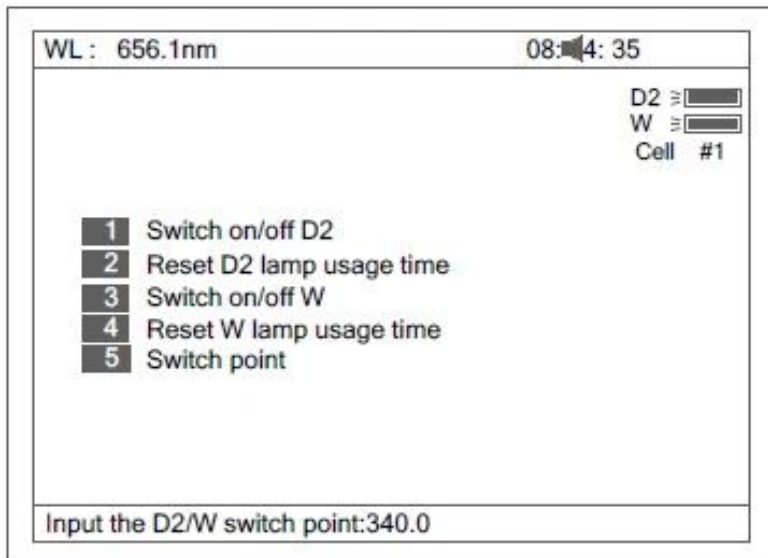 WL : 656.1nm 08: 4: 35
D2
W
Cell #1
1 Switch on/off D2
2 Reset D2 lamp usage time
3 Switch on/off W
4 Reset W lamp usage time
5 Switch point
Input the D2/W switch point:340.0